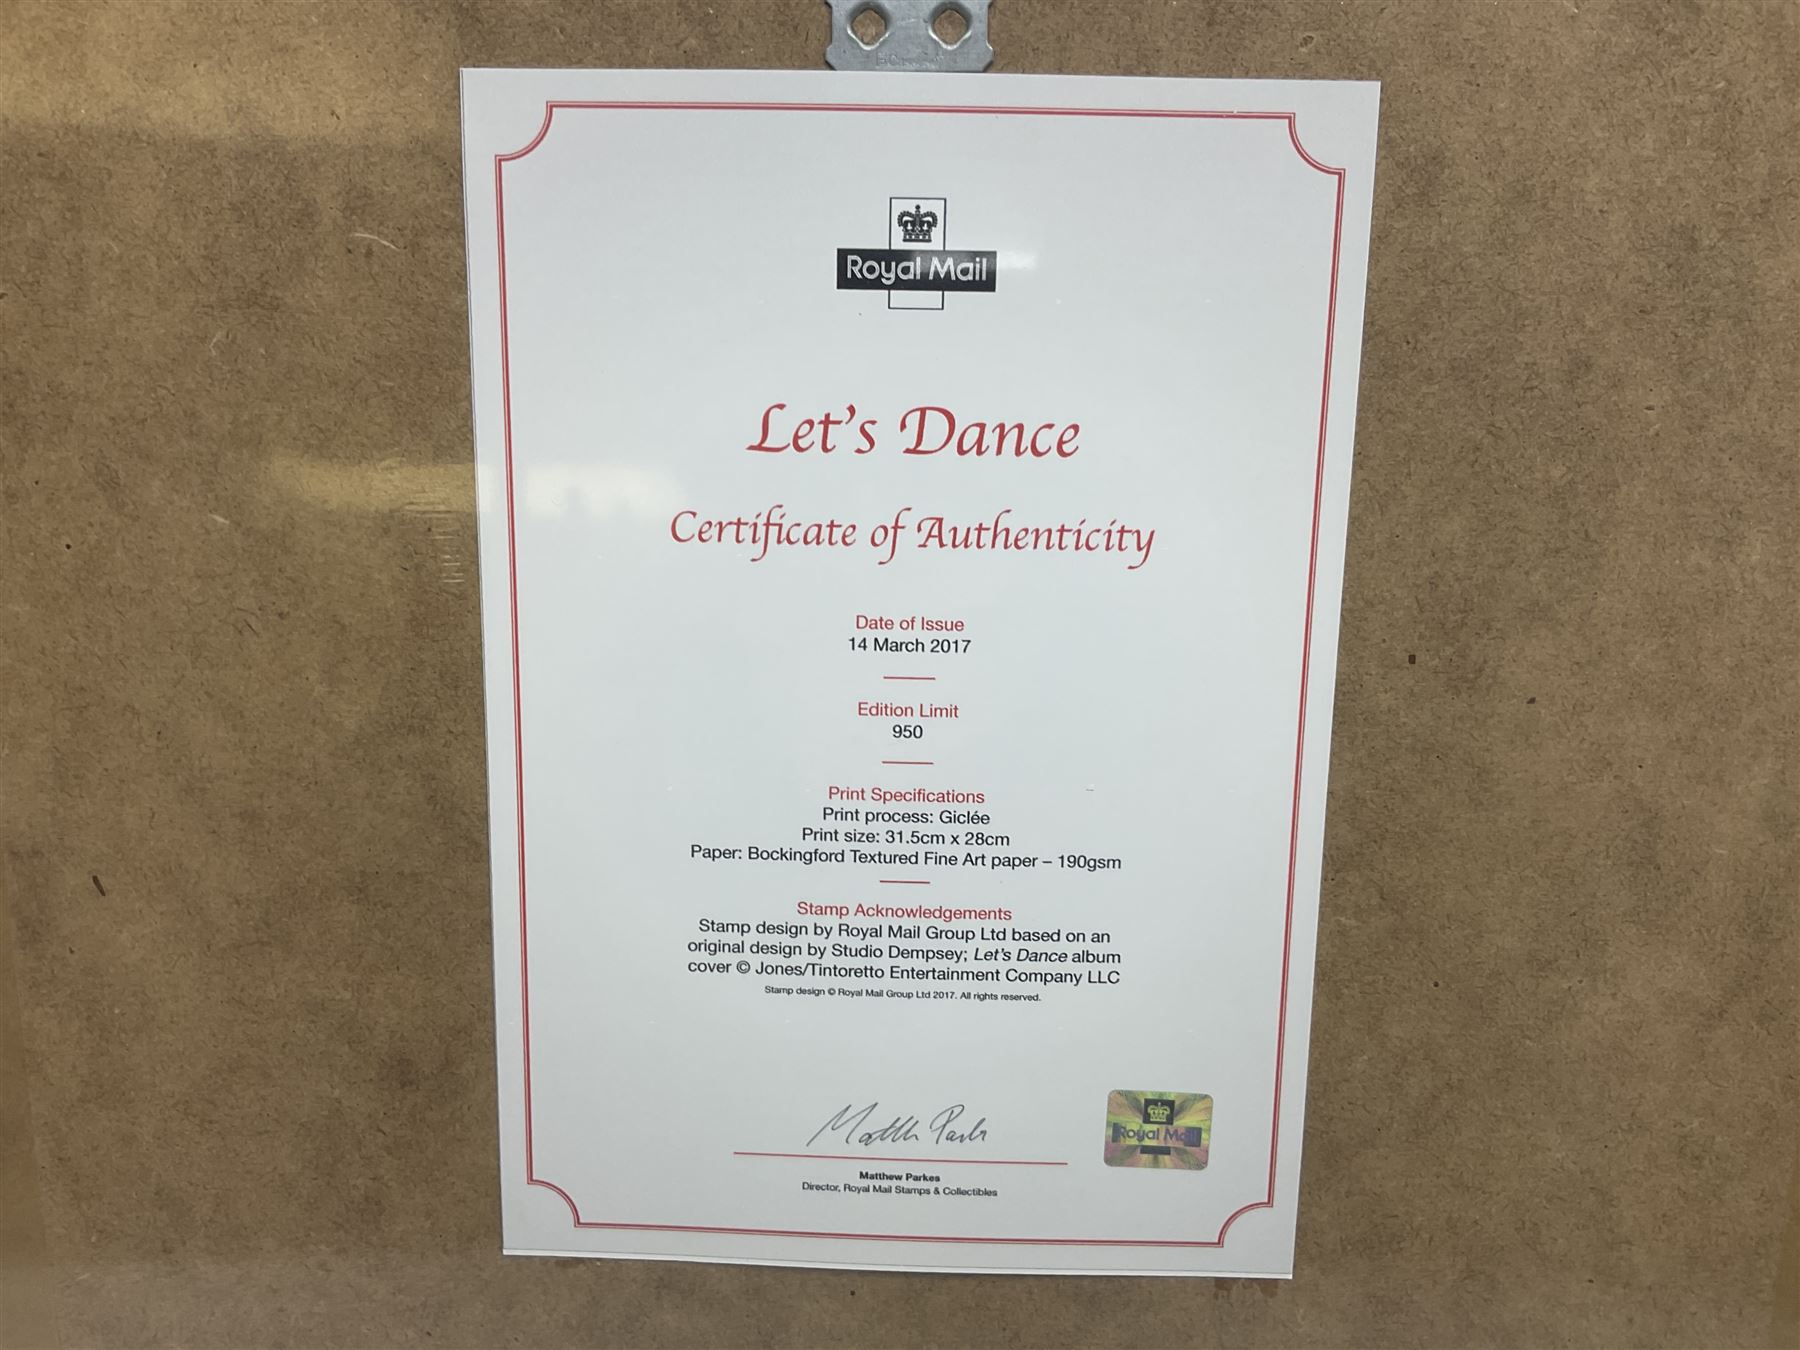 Royal Mail
Let's Dance
Certificate of Authenticity
Date of Issue
14 March 2017
Edition Limit
950
Print Specifications
Print process: Giclée
Print size: 31.5cm x 28cm
Paper: Bockingford Textured Fine Art paper – 190gsm
Stamp Acknowledgements
Stamp design by Royal Mail Group Ltd based on an
original design by Studio Dempsey; Let's Dance album
cover © Jones/Tintoretto Entertainment Company LLC
Stamp design © Royal Mail Group Ltd 2017. All rights reserved.
Matthew Parkes
Royal Mail
Matthew Parkes
Director, Royal Mail Stamps & Collectibles